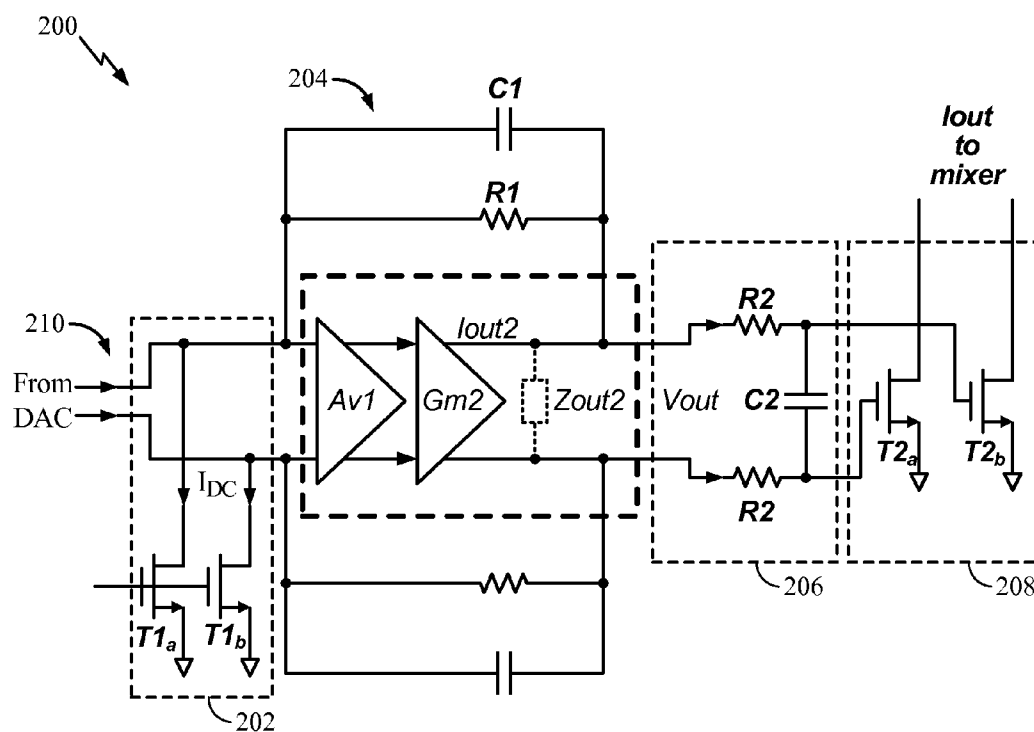 200
204
C1
Iout
to
mixer
R1
210
From
DAC
Iout2
Av1
Gm2
Zout2
Vout
R2
C2
R2
T2a
T2b
IDC
T1a
T1b
202
206
208